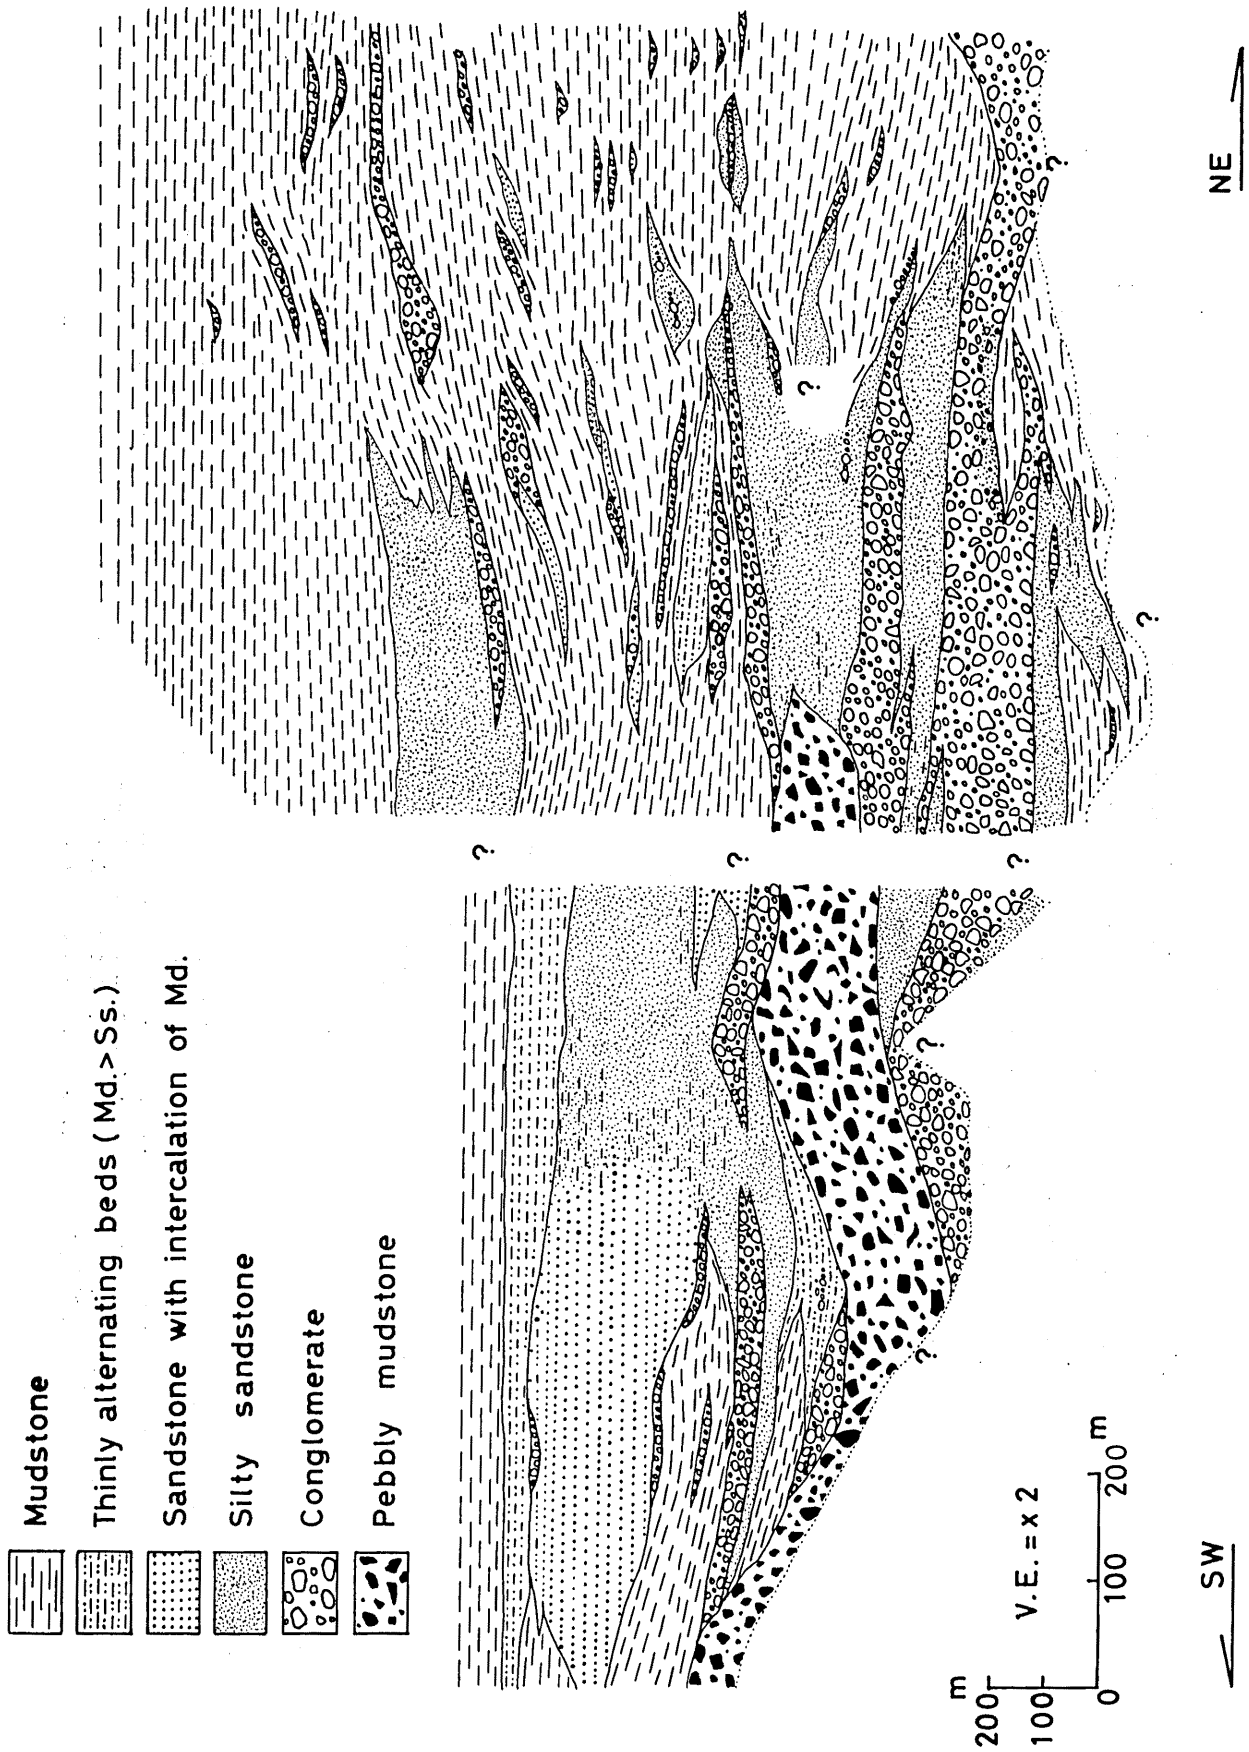 Mudstone
Thinly alternating beds ( Md. > Ss.)
Sandstone with intercalation of Md.
Silty sandstone
Conglomerate
Pebbly mudstone
?
?
?
?
?
?
?
?
m
200
100
0
100
200
m
V.E. = x 2
SW
NE